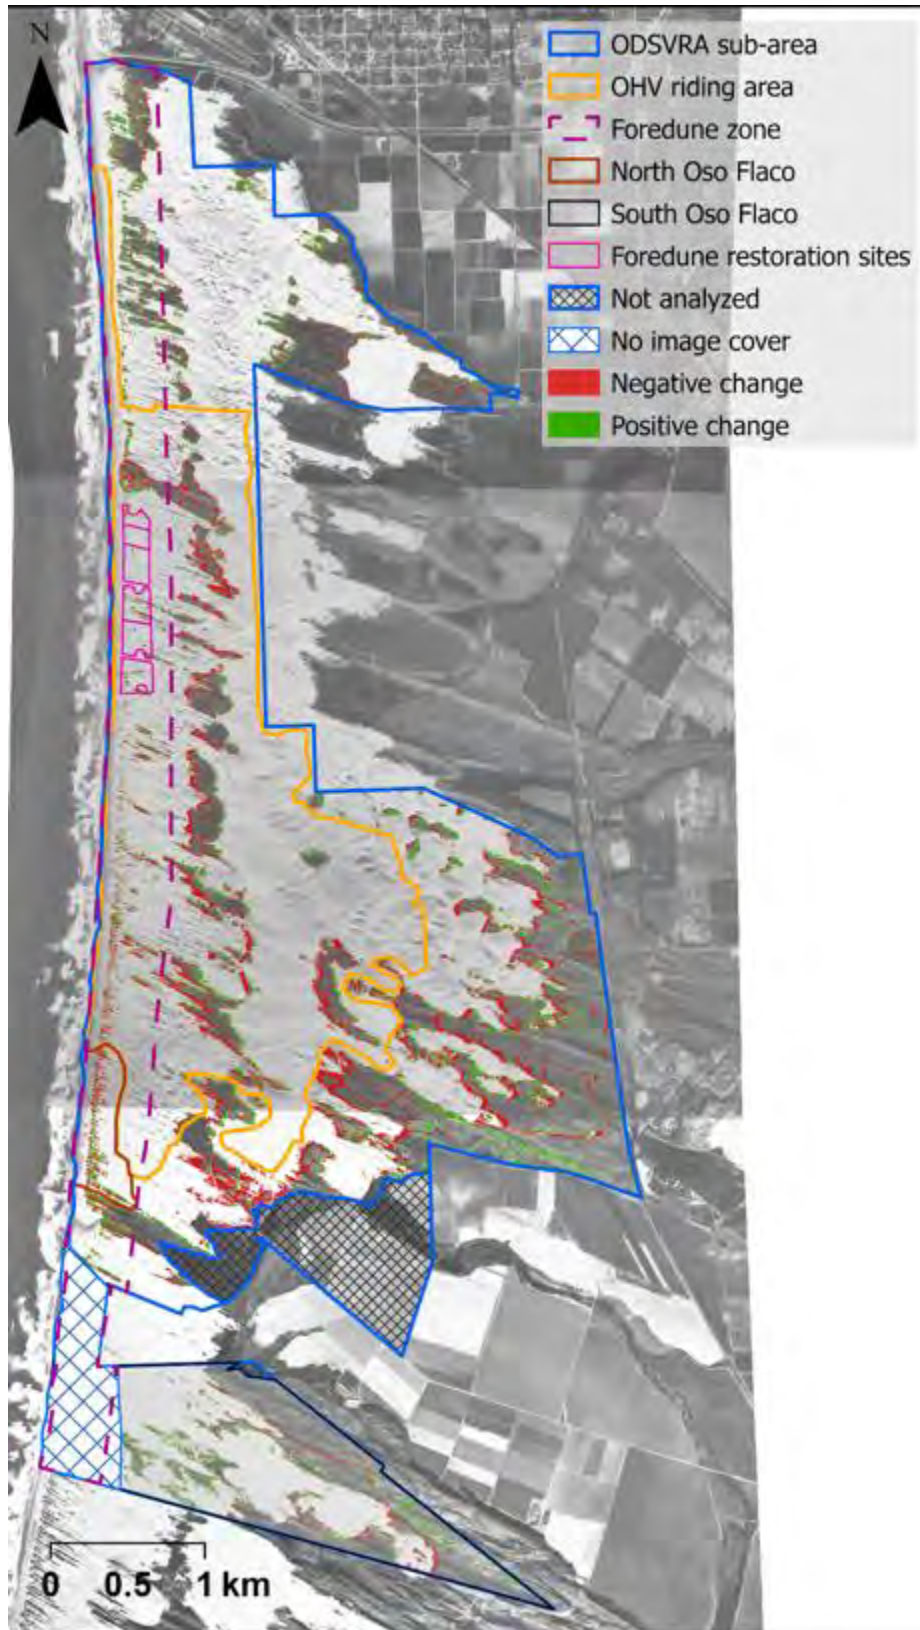 N
ODSVRA sub-area
OHV riding area
Foredune zone
North Oso Flaco
South Oso Flaco
Foredune restoration sites
Not analyzed
No image cover
Negative change
Positive change
0 0.5 1 km